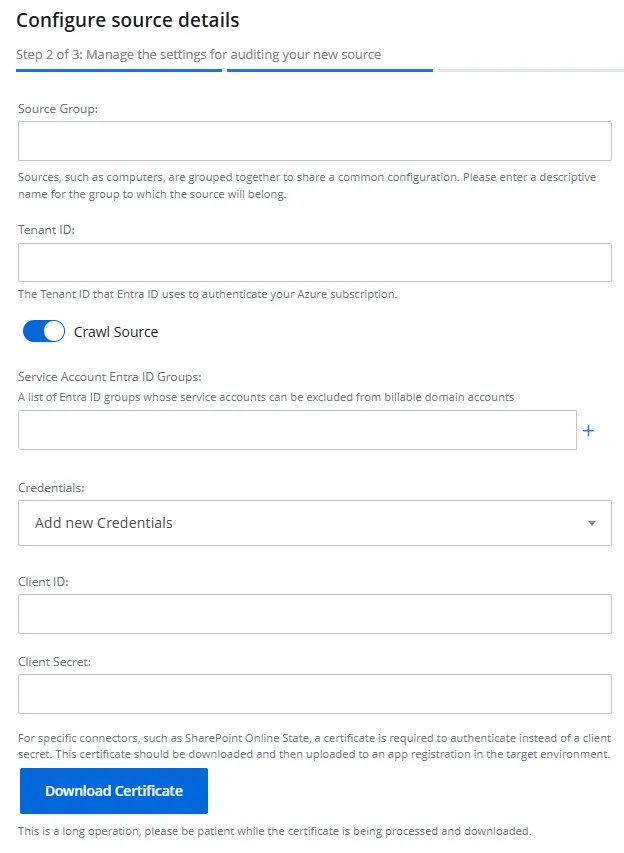 Configure source details
Step 2 of 3: Manage the settings for auditing your new source
Source Group:
Sources, such as computers, are grouped together to share a common configuration. Please enter a descriptive
name for the group to which the source will belong.
Tenant ID:
The Tenant ID that Entra ID uses to authenticate your Azure subscription.
Crawl Source
Service Account Entra ID Groups:
A list of Entra ID groups whose service accounts can be excluded from billable domain accounts
+
Credentials:
Add new Credentials
Client ID:
Client Secret:
For specific connectors, such as SharePoint Online State, a certificate is required to authenticate instead of a client
secret. This certificate should be downloaded and then uploaded to an app registration in the target environment.
Download Certificate
This is a long operation, please be patient while the certificate is being processed and downloaded.